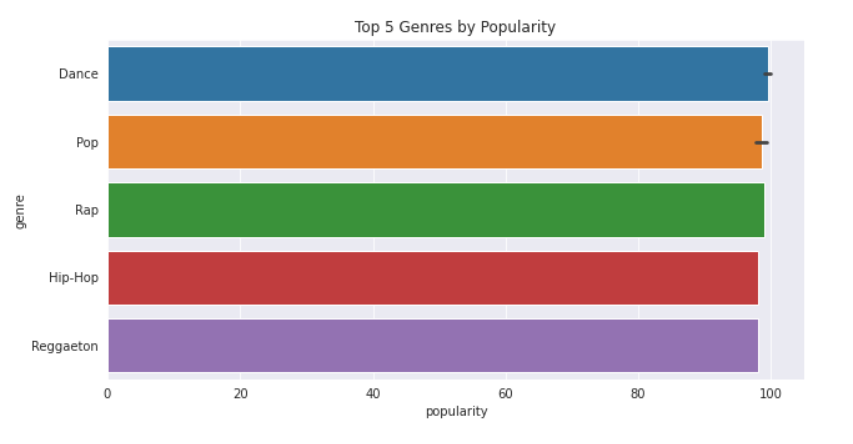 Top 5 Genres by Popularity
genre
Dance
Pop
Rap
Hip-Hop
Reggaeton
0 20 40 60 80 100
popularity